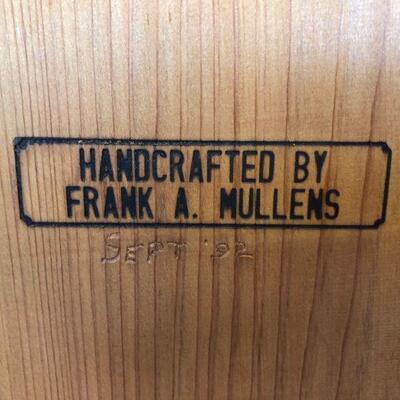 HANDCRAFTED BY
FRANK A. MULLENS
SEPT '92